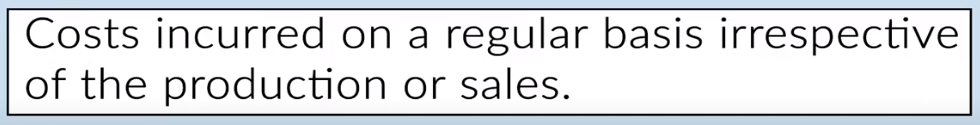 Costs incurred on a regular basis irrespective
of the production or sales.